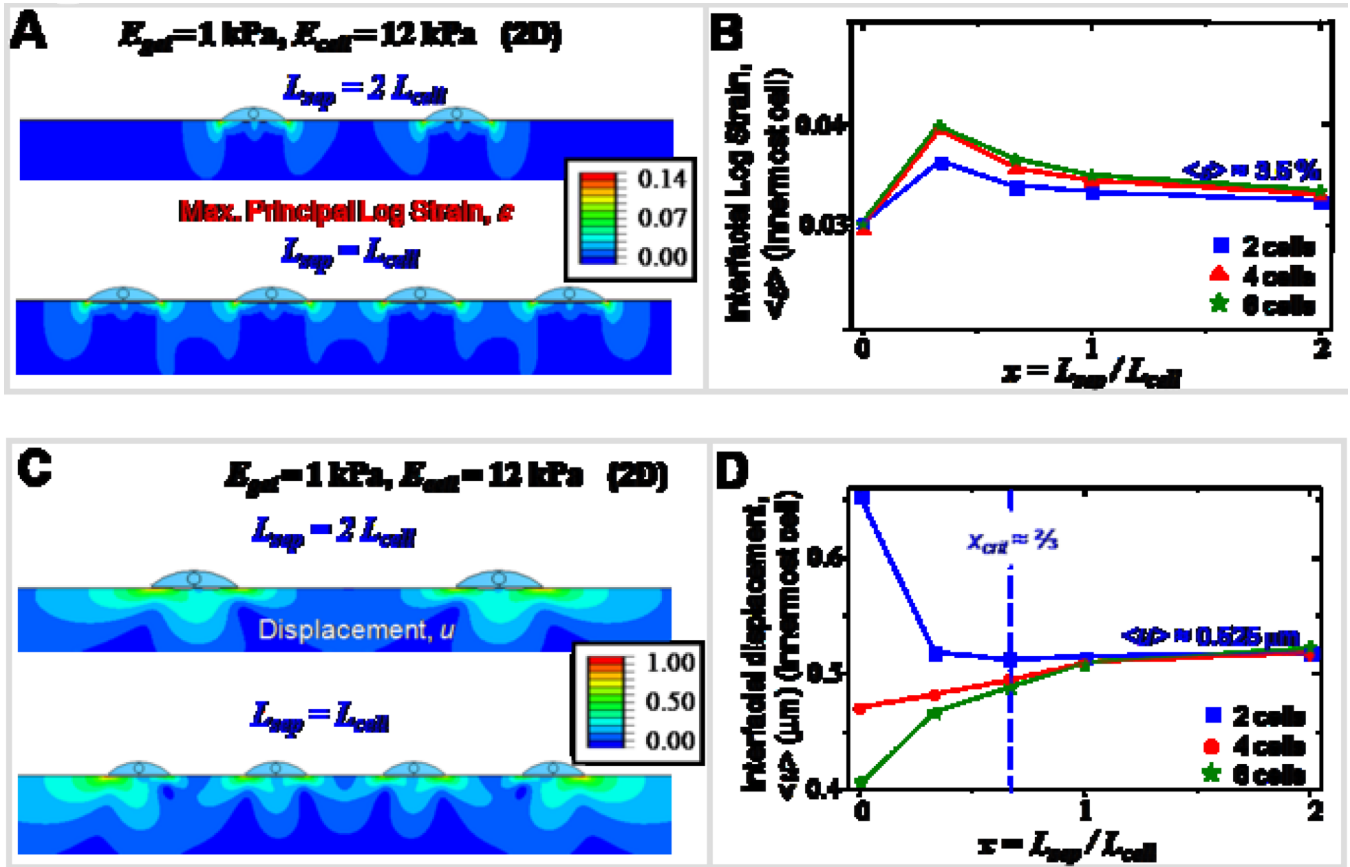 A
E_gel = 1 kPa, E_cell = 12 kPa (2D)
L_sep = 2 L_cell
0.14
0.07
0.00
Max. Principal Log Strain, ε
L_sep = L_cell
B
Interfacial Log Strain,
<ε> (innermost cell)
0.04
0.03
<ε> ≈ 3.5 %
2 cells
4 cells
6 cells
0
1
2
x = L_sep / L_cell
C
E_gel = 1 kPa, E_cell = 12 kPa (2D)
L_sep = 2 L_cell
Displacement, u
1.00
0.50
0.00
L_sep = L_cell
D
Interfacial displacement,
<u> (μm) (innermost cell)
0.6
0.5
0.4
x_crit ≈ ⅔
<u> ≈ 0.525 μm
2 cells
4 cells
6 cells
0
1
2
x = L_sep / L_cell